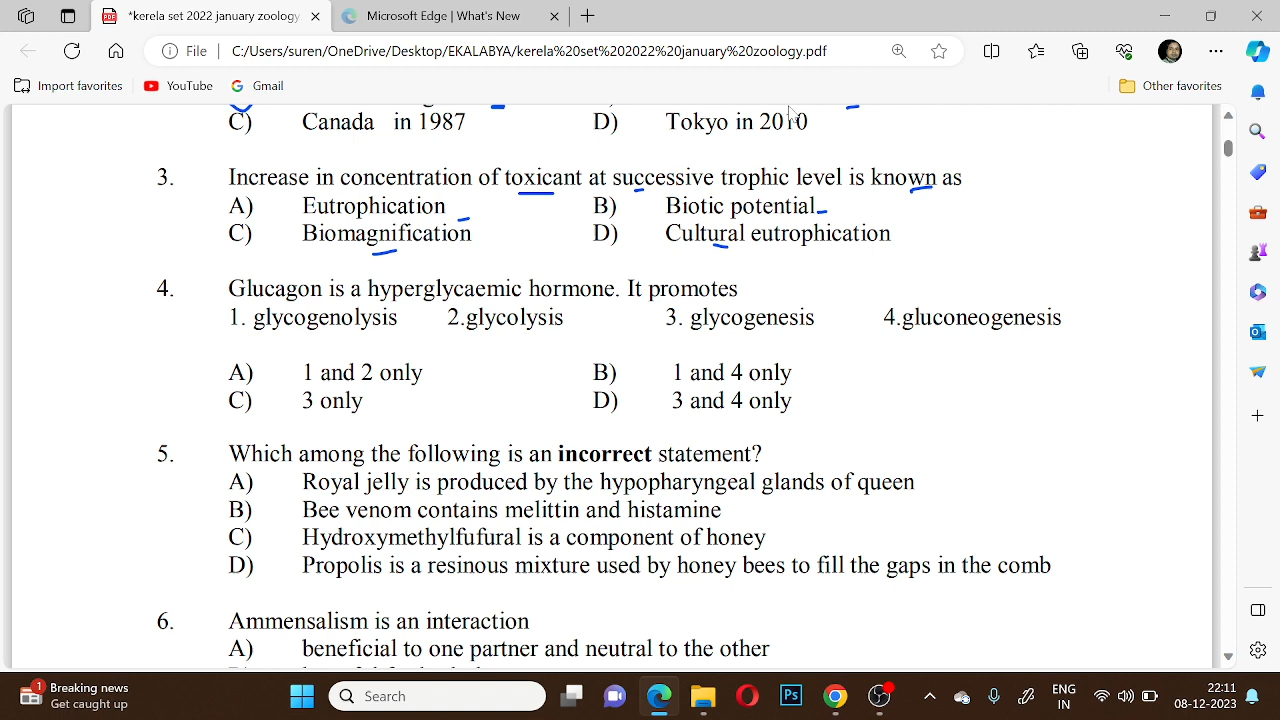 *kerela set 2022 january zoology
Microsoft Edge | What's New
File
C:/Users/suren/OneDrive/Desktop/EKALABYA/kerela%20set%202022%20january%20zoology.pdf
Import favorites
YouTube
Gmail
Other favorites
C) Canada in 1987 D) Tokyo in 2010
3. Increase in concentration of toxicant at successive trophic level is known as
A) Eutrophication B) Biotic potential
C) Biomagnification D) Cultural eutrophication
4. Glucagon is a hyperglycaemic hormone. It promotes
1. glycogenolysis 2.glycolysis 3. glycogenesis 4.gluconeogenesis
A) 1 and 2 only B) 1 and 4 only
C) 3 only D) 3 and 4 only
5. Which among the following is an incorrect statement?
A) Royal jelly is produced by the hypopharyngeal glands of queen
B) Bee venom contains melittin and histamine
C) Hydroxymethylfufural is a component of honey
D) Propolis is a resinous mixture used by honey bees to fill the gaps in the comb
6. Ammensalism is an interaction
A) beneficial to one partner and neutral to the other
1 Breaking news
Get caught up
Search
Ps
ENG
IN
22:11
08-12-2023